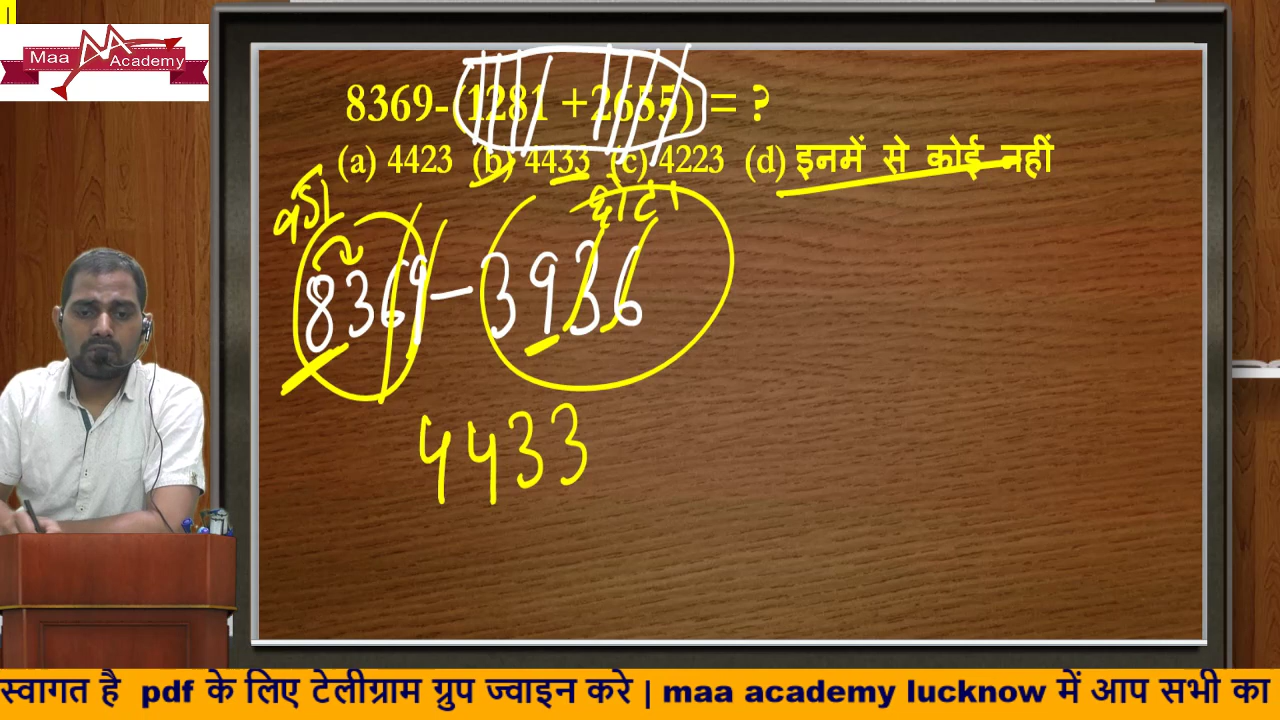 Maa Academy
8369-(1281 +2655) = ?
(a) 4423 (b) 4433 (c) 4223 (d) इनमें से कोई नहीं
बड़ा छोटा
8369 - 3936
4433
स्वागत है pdf के लिए टेलीग्राम ग्रुप ज्वाइन करे | maa academy lucknow में आप सभी का